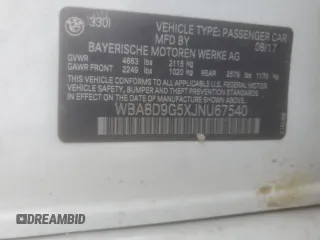 330i
VEHICLE TYPE: PASSENGER CAR
MFD BY 08/17
BAYERISCHE MOTOREN WERKE AG
GVWR 4663 lbs 2115 kg
GAWR FRONT 2249 lbs 1020 kg REAR 2579 lbs 1170 kg
THIS VEHICLE CONFORMS TO ALL APPLICABLE U.S. FEDERAL
MOTOR VEHICLE SAFETY, BUMPER, AND THEFT PREVENTION
STANDARDS IN EFFECT ON THE DATE OF MANUFACTURE SHOWN ABOVE.
WBA8D9G5XJNU67540
DREAMBID